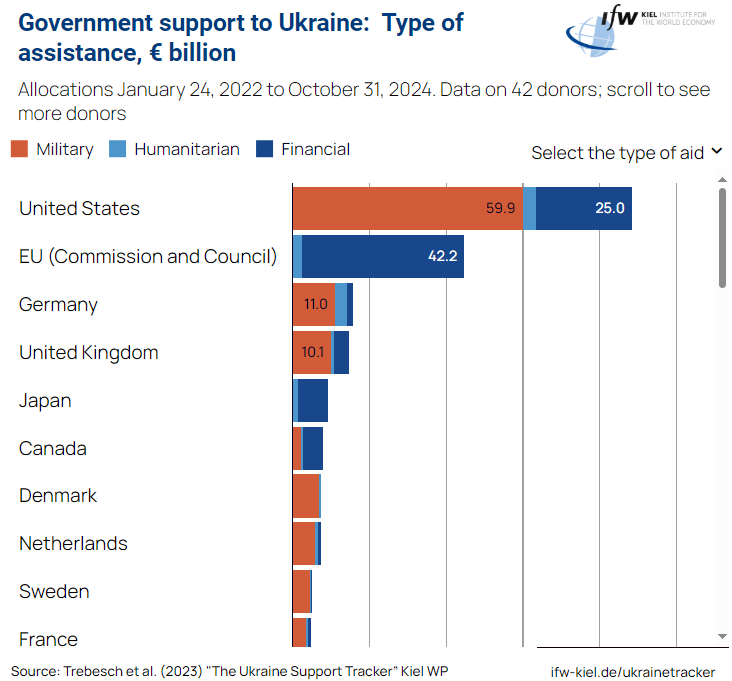 Government support to Ukraine:  Type of
assistance, € billion
ifw KIEL INSTITUTE FOR
THE WORLD ECONOMY
Allocations January 24, 2022 to October 31, 2024. Data on 42 donors; scroll to see
more donors
Military Humanitarian Financial
Select the type of aid
United States 59.9 25.0
EU (Commission and Council) 42.2
Germany 11.0
United Kingdom 10.1
Japan
Canada
Denmark
Netherlands
Sweden
France
Source: Trebesch et al. (2023) "The Ukraine Support Tracker” Kiel WP
ifw-kiel.de/ukrainetracker